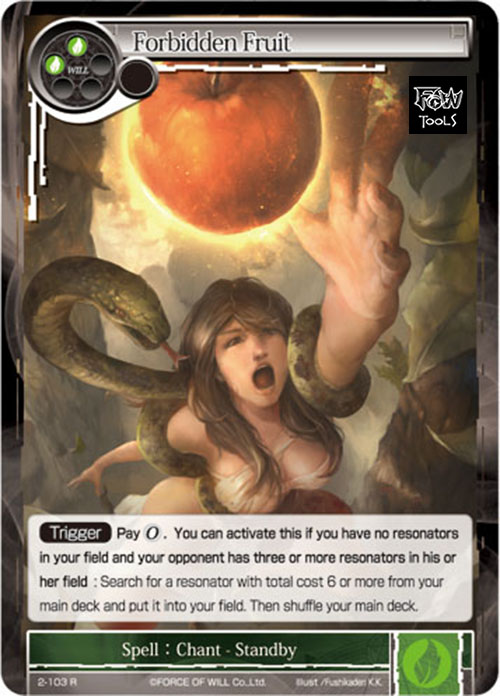 Forbidden Fruit
WILL
FOW
TOOLS
Trigger Pay 0. You can activate this if you have no resonators
in your field and your opponent has three or more resonators in his or
her field : Search for a resonator with total cost 6 or more from your
main deck and put it into your field. Then shuffle your main deck.
Spell : Chant - Standby
2-103 R ©FORCE OF WILL Co.,Ltd. Illust /Fushikaden K.K.